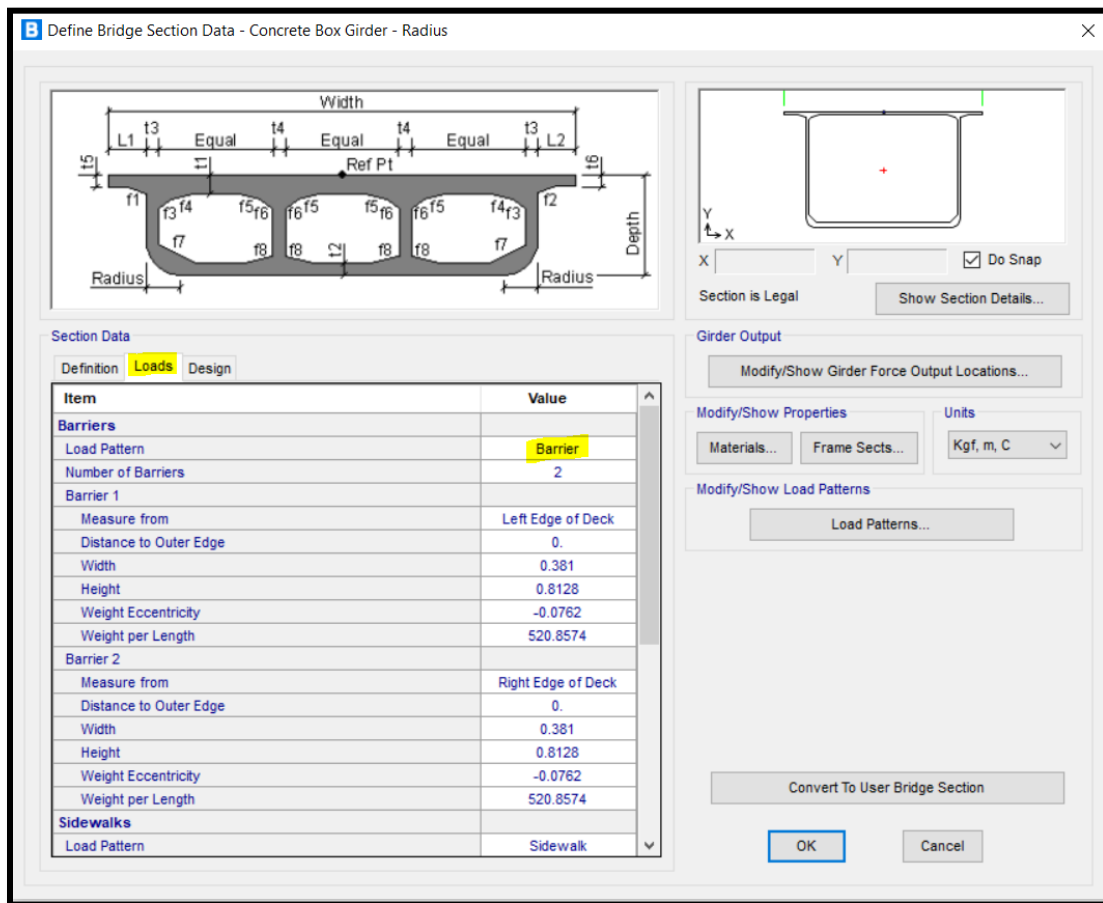 B Define Bridge Section Data - Concrete Box Girder - Radius
Width
L1 t3 Equal t4 Equal t4 Equal t3 L2
t5 t1 Ref Pt t6
f1 f3 f4 f5 f6 f6 f5 f5 f6 f6 f5 f4 f3 f2
f7 f8 f8 t2 f8 f8 f7 Depth
Radius Radius
Y
X
X Y Do Snap
Section is Legal Show Section Details...
Section Data
Definition Loads Design
Item Value
Barriers
Load Pattern Barrier
Number of Barriers 2
Barrier 1
Measure from Left Edge of Deck
Distance to Outer Edge 0.
Width 0.381
Height 0.8128
Weight Eccentricity -0.0762
Weight per Length 520.8574
Barrier 2
Measure from Right Edge of Deck
Distance to Outer Edge 0.
Width 0.381
Height 0.8128
Weight Eccentricity -0.0762
Weight per Length 520.8574
Sidewalks
Load Pattern Sidewalk
Girder Output
Modify/Show Girder Force Output Locations...
Modify/Show Properties
Materials... Frame Sects...
Units
Kgf, m, C
Modify/Show Load Patterns
Load Patterns...
Convert To User Bridge Section
OK Cancel